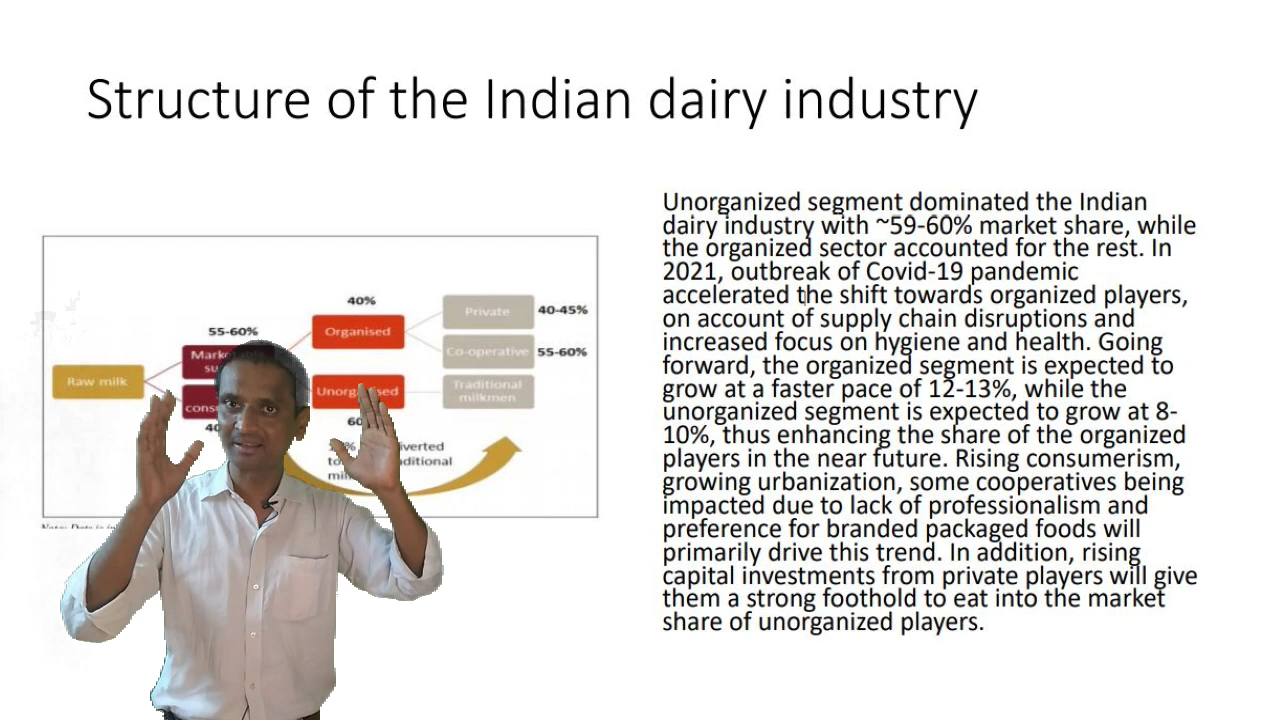 Structure of the Indian dairy industry
Unorganized segment dominated the Indian
dairy industry with ~59-60% market share, while
the organized sector accounted for the rest. In
2021, outbreak of Covid-19 pandemic
accelerated the shift towards organized players,
on account of supply chain disruptions and
increased focus on hygiene and health. Going
forward, the organized segment is expected to
grow at a faster pace of 12-13%, while the
unorganized segment is expected to grow at 8-
10%, thus enhancing the share of the organized
players in the near future. Rising consumerism,
growing urbanization, some cooperatives being
impacted due to lack of professionalism and
preference for branded packaged foods will
primarily drive this trend. In addition, rising
capital investments from private players will give
them a strong foothold to eat into the market
share of unorganized players.
Raw milk
55-60%
40%
Organised
Private
40-45%
Co-operative
55-60%
Traditional
milkmen